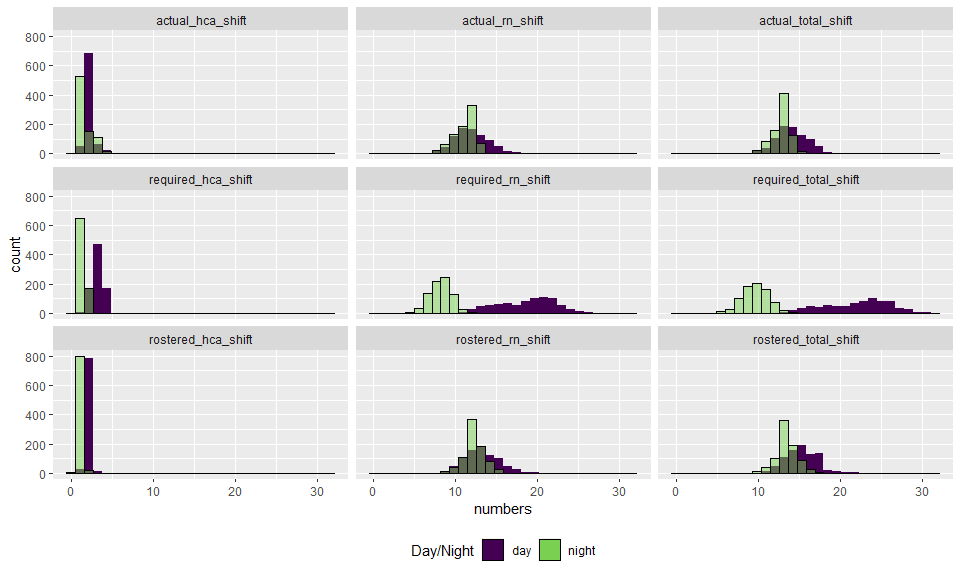 actual_hca_shift actual_rn_shift actual_total_shift
800
600
400
200
0
required_hca_shift required_rn_shift required_total_shift
800
600
400
200
0
count
rostered_hca_shift rostered_rn_shift rostered_total_shift
800
600
400
200
0
0 10 20 30 0 10 20 30 0 10 20 30
numbers
Day/Night day night